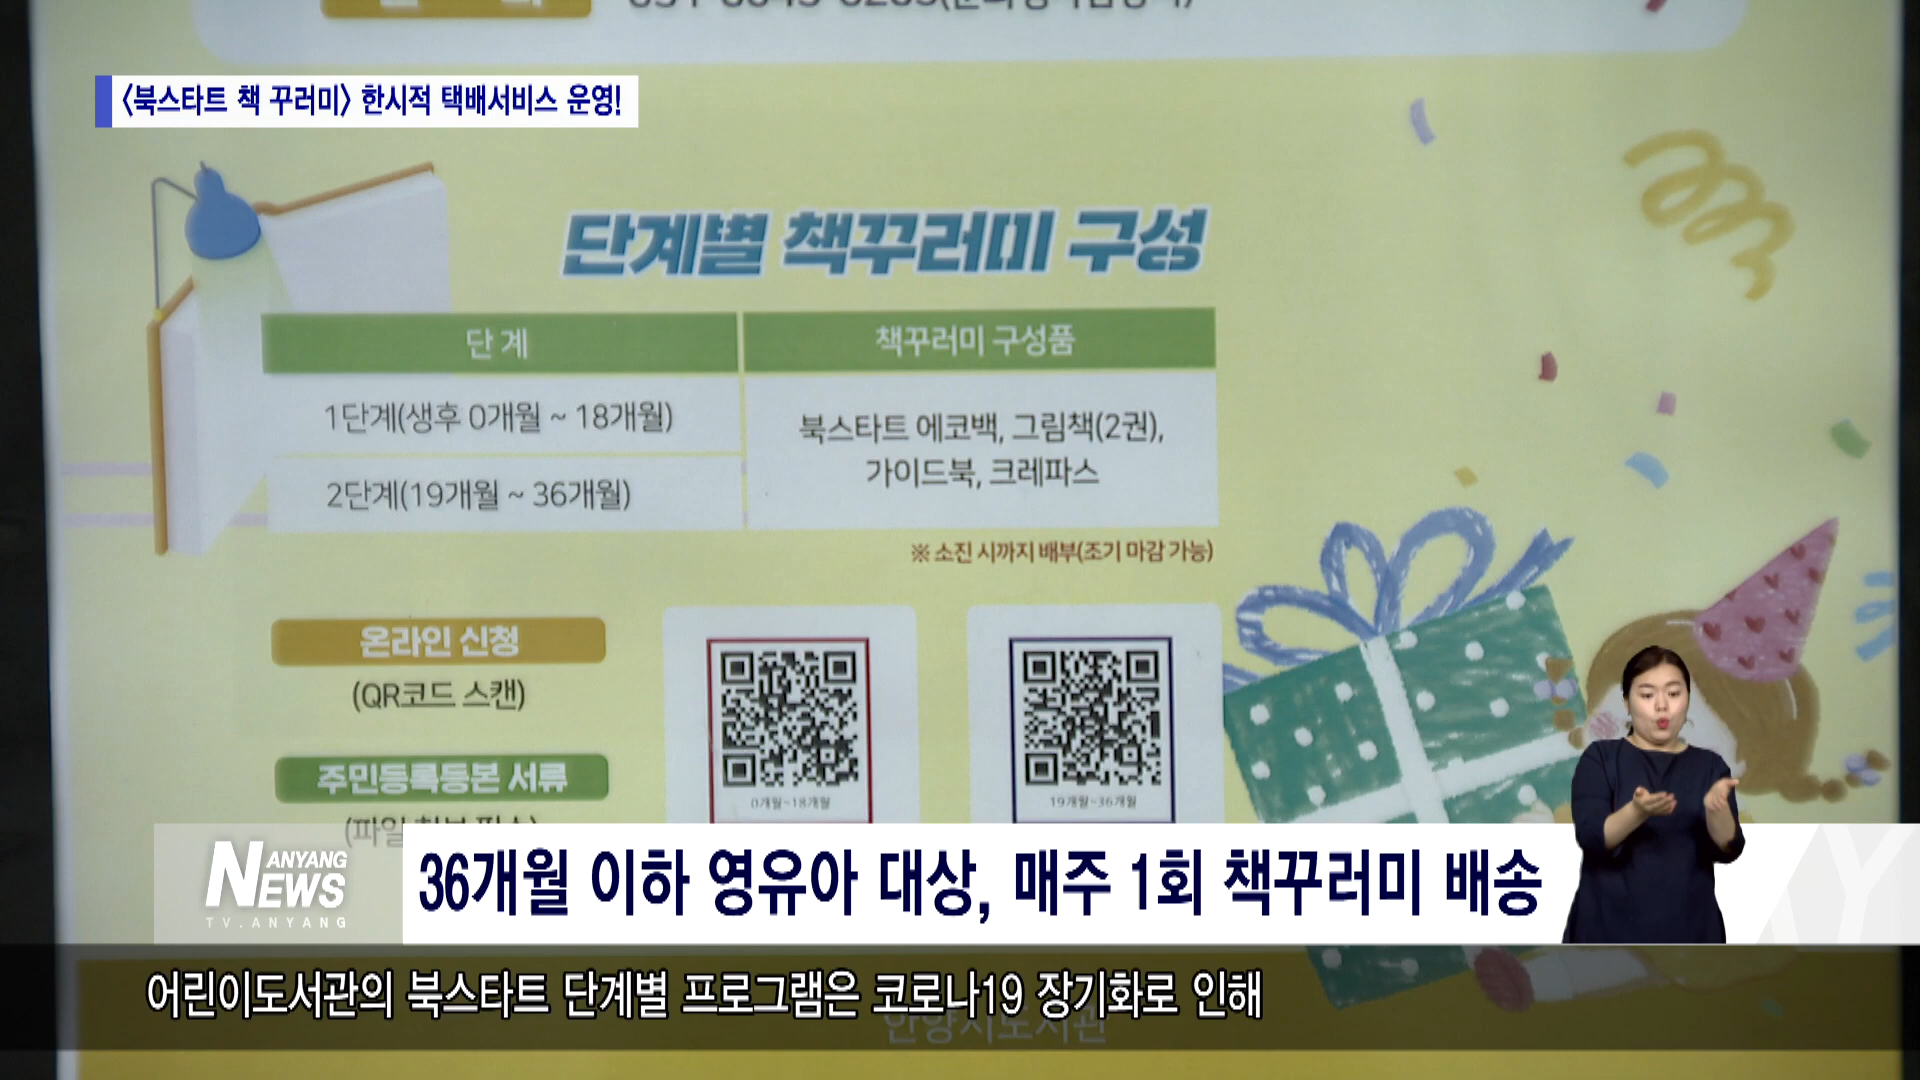 <북스타트 책 꾸러미> 한시적 택배서비스 운영!
단계별 책꾸러미 구성
단 계
책꾸러미 구성품
1단계(생후 0개월 ~ 18개월)
2단계(19개월 ~ 36개월)
북스타트 에코백, 그림책(2권),
가이드북, 크레파스
※ 소진 시까지 배부(조기 마감 가능)
온라인 신청
(QR코드 스캔)
주민등록등본 서류
0개월~18개월
19개월~36개월
ANYANG
NEWS
TV.ANYANG
36개월 이하 영유아 대상, 매주 1회 책꾸러미 배송
어린이도서관의 북스타트 단계별 프로그램은 코로나19 장기화로 인해
안양시도서관